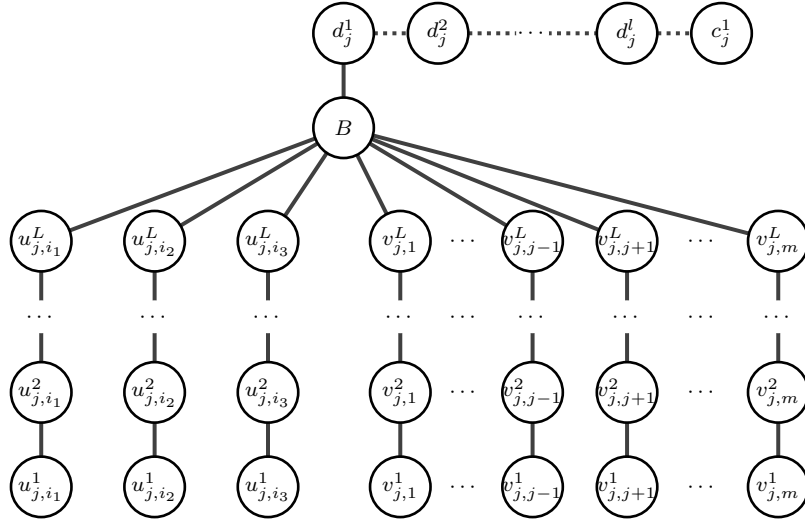 d_j^1 d_j^2 ··· d_j^l c_j^1
B
u_{j,i_1}^L u_{j,i_2}^L u_{j,i_3}^L v_{j,1}^L ··· v_{j,j−1}^L v_{j,j+1}^L ··· v_{j,m}^L
··· ··· ··· ··· ··· ··· ··· ··· ···
u_{j,i_1}^2 u_{j,i_2}^2 u_{j,i_3}^2 v_{j,1}^2 ··· v_{j,j−1}^2 v_{j,j+1}^2 ··· v_{j,m}^2
u_{j,i_1}^1 u_{j,i_2}^1 u_{j,i_3}^1 v_{j,1}^1 ··· v_{j,j−1}^1 v_{j,j+1}^1 ··· v_{j,m}^1